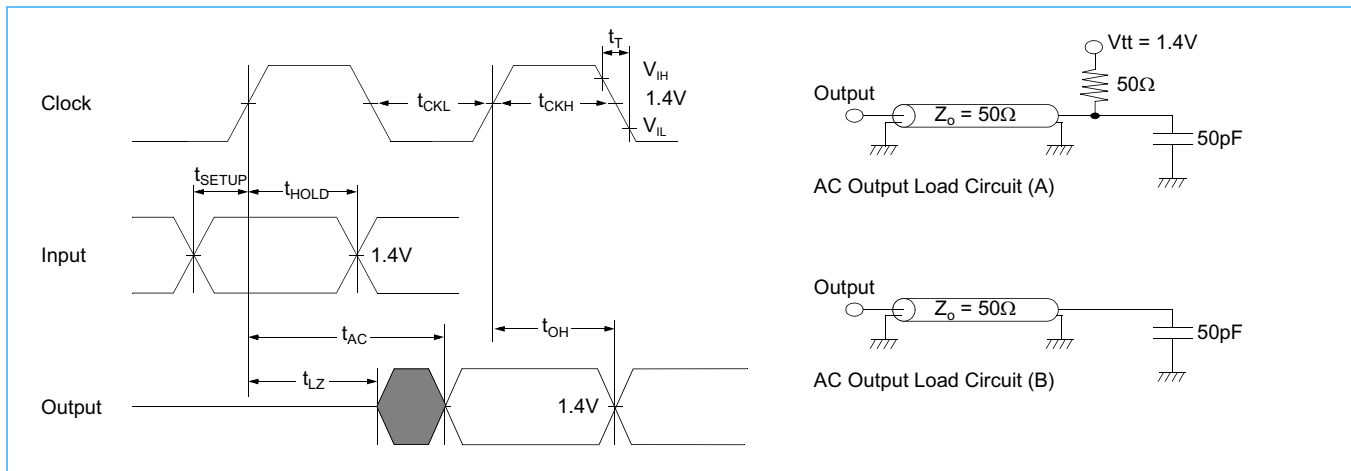 Clock
tT
VIH
1.4V
VIL
tCKL
tCKH
tSETUP
tHOLD
Input
1.4V
tAC
tOH
tLZ
Output
1.4V
Vtt = 1.4V
50Ω
Output
Zo = 50Ω
50pF
AC Output Load Circuit (A)
Output
Zo = 50Ω
50pF
AC Output Load Circuit (B)